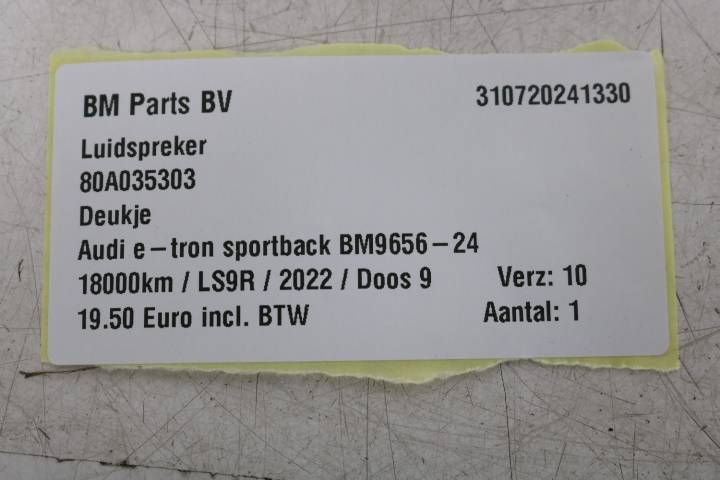 BM Parts BV 310720241330
Luidspreker
80A035303
Deukje
Audi e-tron sportback BM9656-24
18000km / LS9R / 2022 / Doos 9 Verz: 10
19.50 Euro incl. BTW Aantal: 1